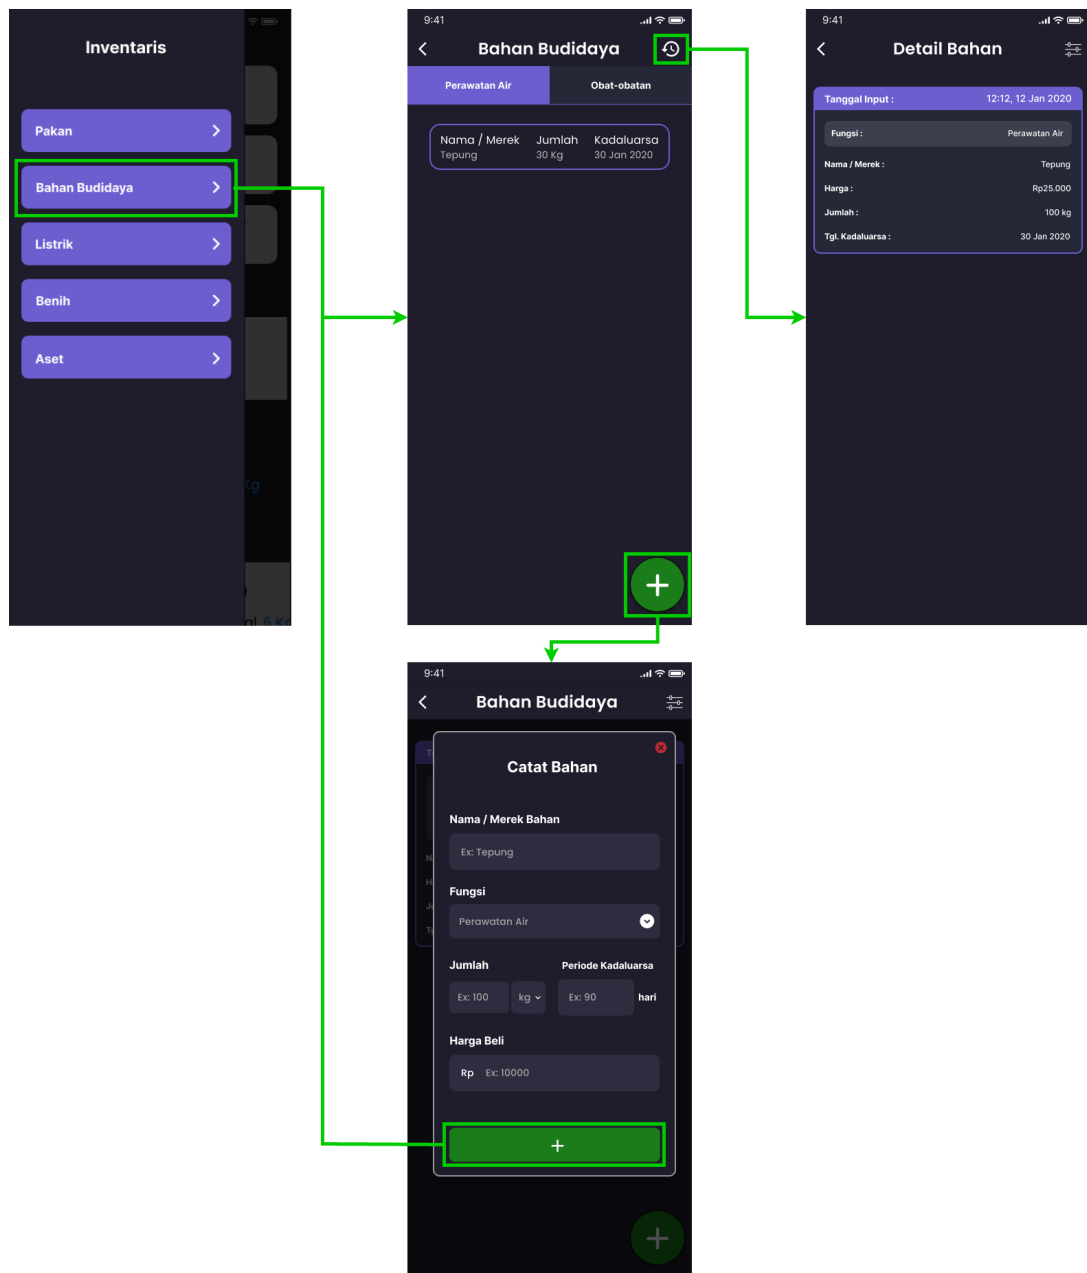 Inventaris
Pakan
Bahan Budidaya
Listrik
Benih
Aset
Kg
al 6 Kg
9:41
Bahan Budidaya
Perawatan Air
Obat-obatan
Nama / Merek Jumlah Kadaluarsa
Tepung 30 Kg 30 Jan 2020
9:41
Detail Bahan
Tanggal Input : 12:12, 12 Jan 2020
Fungsi : Perawatan Air
Nama / Merek : Tepung
Harga : Rp25.000
Jumlah : 100 kg
Tgl. Kadaluarsa : 30 Jan 2020
9:41
Bahan Budidaya
Catat Bahan
Nama / Merek Bahan
Ex: Tepung
Fungsi
Perawatan Air
Jumlah Periode Kadaluarsa
Ex: 100 kg Ex: 90 hari
Harga Beli
Rp Ex: 10000